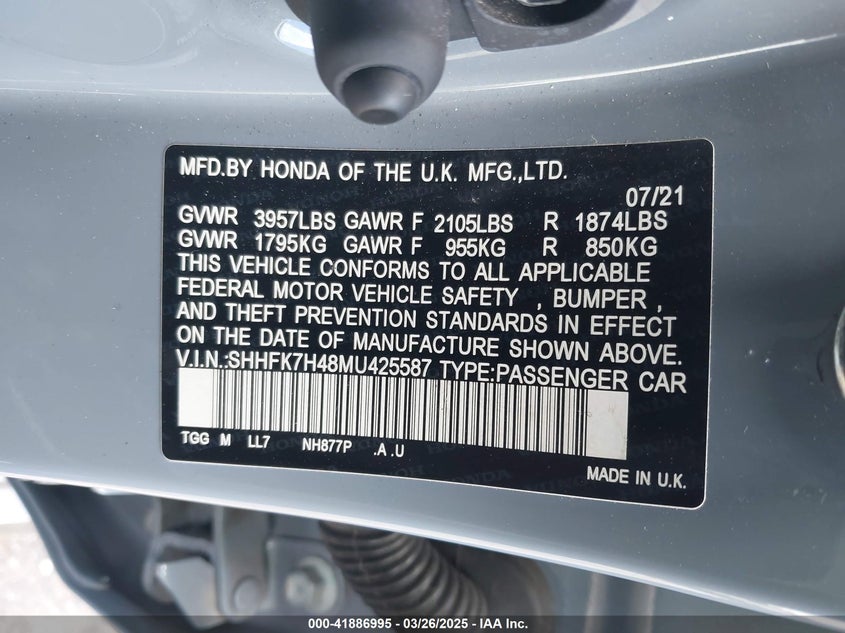 MFD.BY HONDA OF THE U.K. MFG.,LTD.
07/'21
GVWR 3957LBS GAWR F 2105LBS R 1874LBS
GVWR 1795KG GAWR F 955KG R 850KG
THIS VEHICLE CONFORMS TO ALL APPLICABLE
FEDERAL MOTOR VEHICLE SAFETY , BUMPER ,
AND THEFT PREVENTION STANDARDS IN EFFECT
ON THE DATE OF MANUFACTURE SHOWN ABOVE.
V.I.N.:SHHFK7H48MU425587 TYPE:PASSENGER CAR
TGG M LL7 NH877P .A .U
MADE IN U.K.
000-41886995 - 03/26/2025 - IAA Inc.